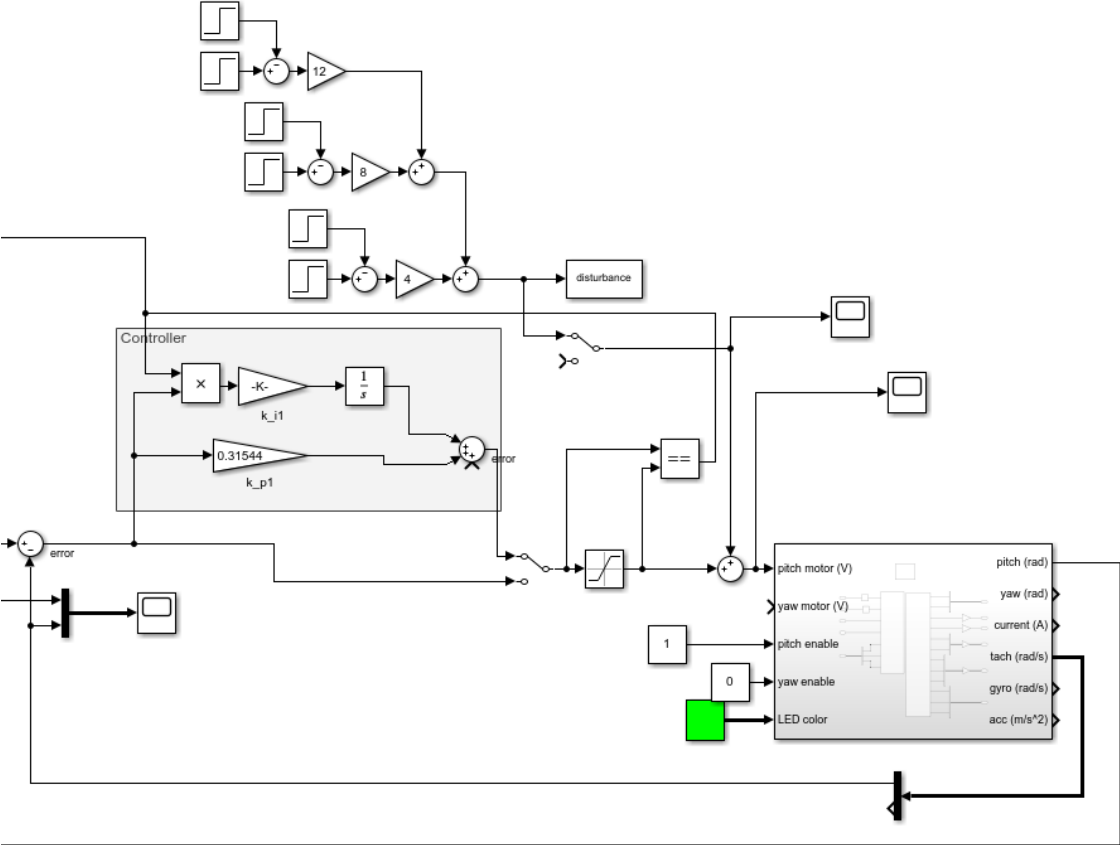 12
8
4
disturbance
Controller
×
-K-
1
s
k_i1
0.31544
k_p1
error
==
error
pitch motor (V)
yaw motor (V)
pitch enable
yaw enable
LED color
1
0
pitch (rad)
yaw (rad)
current (A)
tach (rad/s)
gyro (rad/s)
acc (m/s^2)